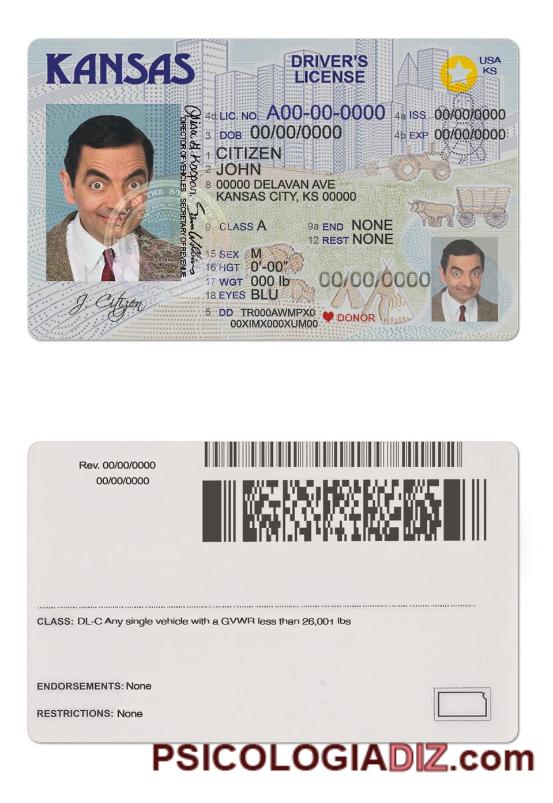 KANSAS
DRIVER'S
LICENSE
USA
KS
4d LIC. NO. A00-00-0000
4a ISS 00/00/0000
3 DOB 00/00/0000
4b EXP 00/00/0000
1 CITIZEN
2 JOHN
8 00000 DELAVAN AVE
KANSAS CITY, KS 00000
9 CLASS A
9a END NONE
12 REST NONE
15 SEX M
16 HGT 0'-00"
17 WGT 000 lb
18 EYES BLU
00/00/0000
5 DD TR000AWMPX0
00XIMX000XUM00
DONOR
DIRECTOR OF VEHICLES SECRETARY OF REVENUE
J. Citizen
Rev. 00/00/0000
00/00/0000
CLASS: DL-C Any single vehicle with a GVWR less than 26,001 lbs
ENDORSEMENTS: None
RESTRICTIONS: None
PSICOLOGIADIZ.com